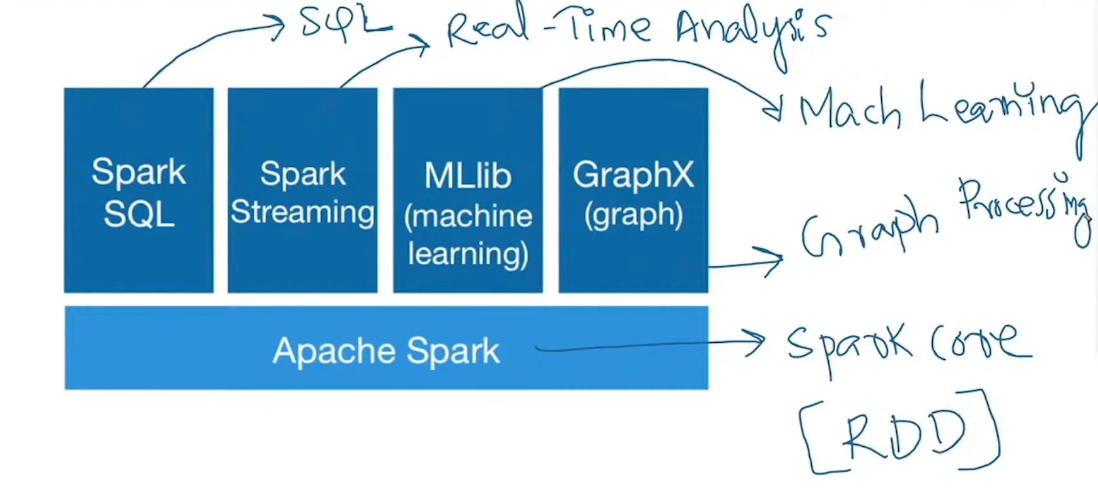 SQL
Real-Time Analysis
Mach Learning
Spark
SQL
Spark
Streaming
MLlib
(machine
learning)
GraphX
(graph)
Graph Processing
Apache Spark
Spark Core
[RDD]